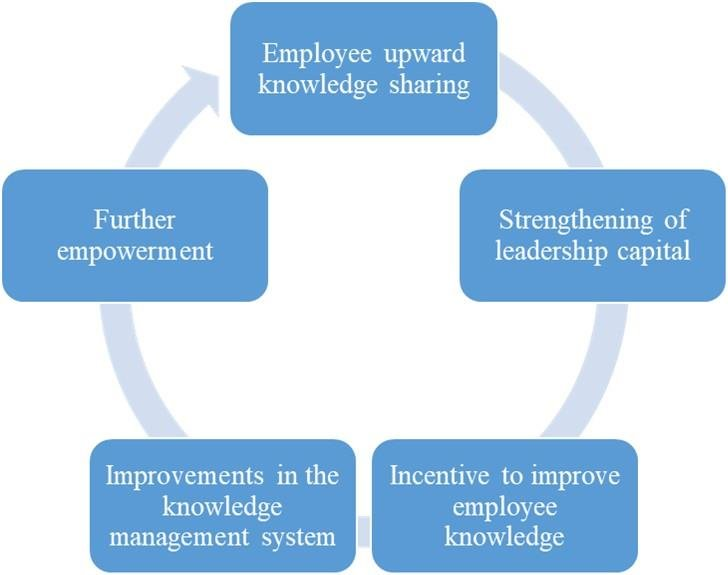 Employee upward
knowledge sharing
Strengthening of
leadership capital
Incentive to improve
employee
knowledge
Improvements in the
knowledge
management system
Further
empowerment